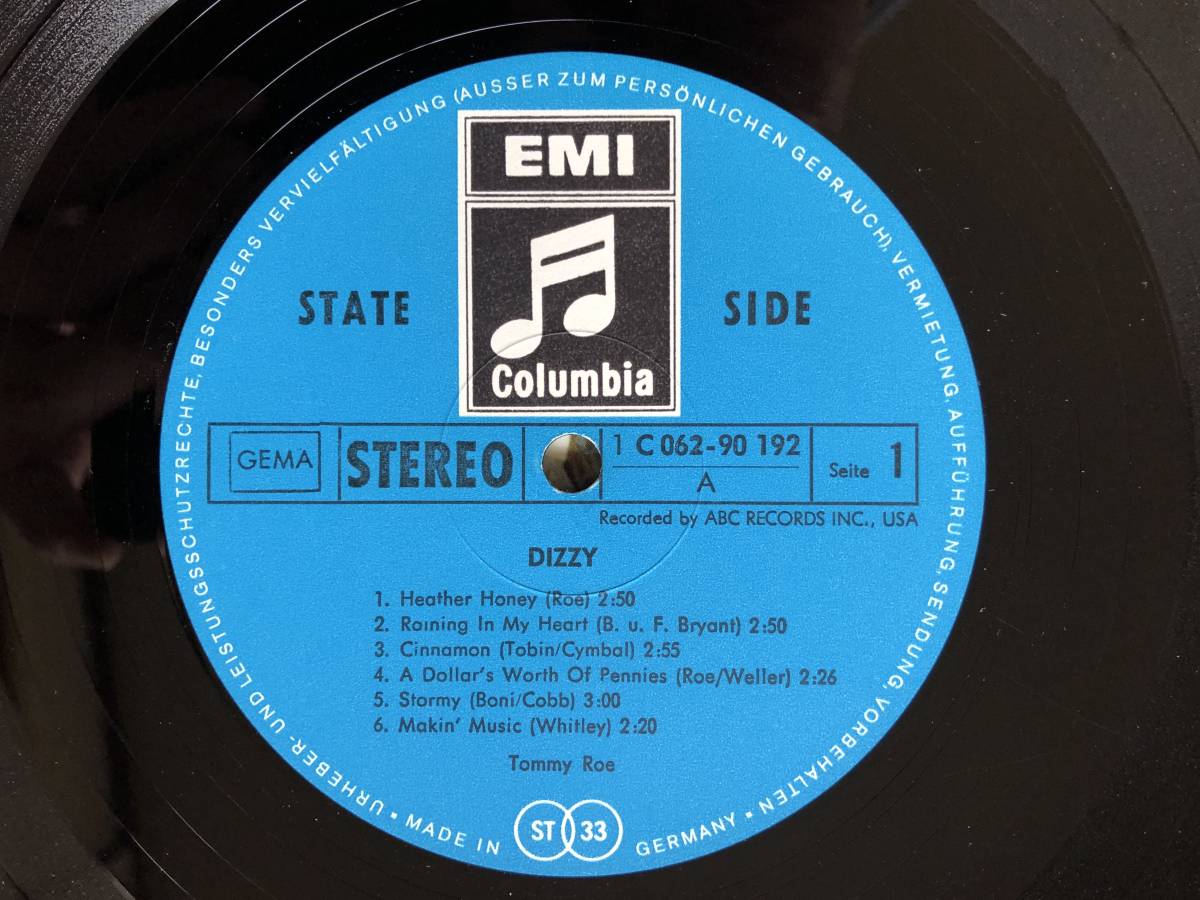 URHEBER- UND LEISTUNGSSCHUTZRECHTE, BESONDERS VERVIELFÄLTIGUNG (AUSSER ZUM PERSÖNLICHEN GEBRAUCH), VERMIETUNG, AUFFÜHRUNG, SENDUNG, VORBEHALTEN
EMI
STATE SIDE
Columbia
GEMA STEREO 1 C 062-90 192 Seite 1
A
Recorded by ABC RECORDS INC., USA
DIZZY
1. Heather Honey (Roe) 2:50
2. Raining In My Heart (B. u. F. Bryant) 2:50
3. Cinnamon (Tobin/Cymbal) 2:55
4. A Dollar's Worth Of Pennies (Roe/Weller) 2:26
5. Stormy (Boni/Cobb) 3:00
6. Makin' Music (Whitley) 2:20
Tommy Roe
MADE IN ST 33 GERMANY